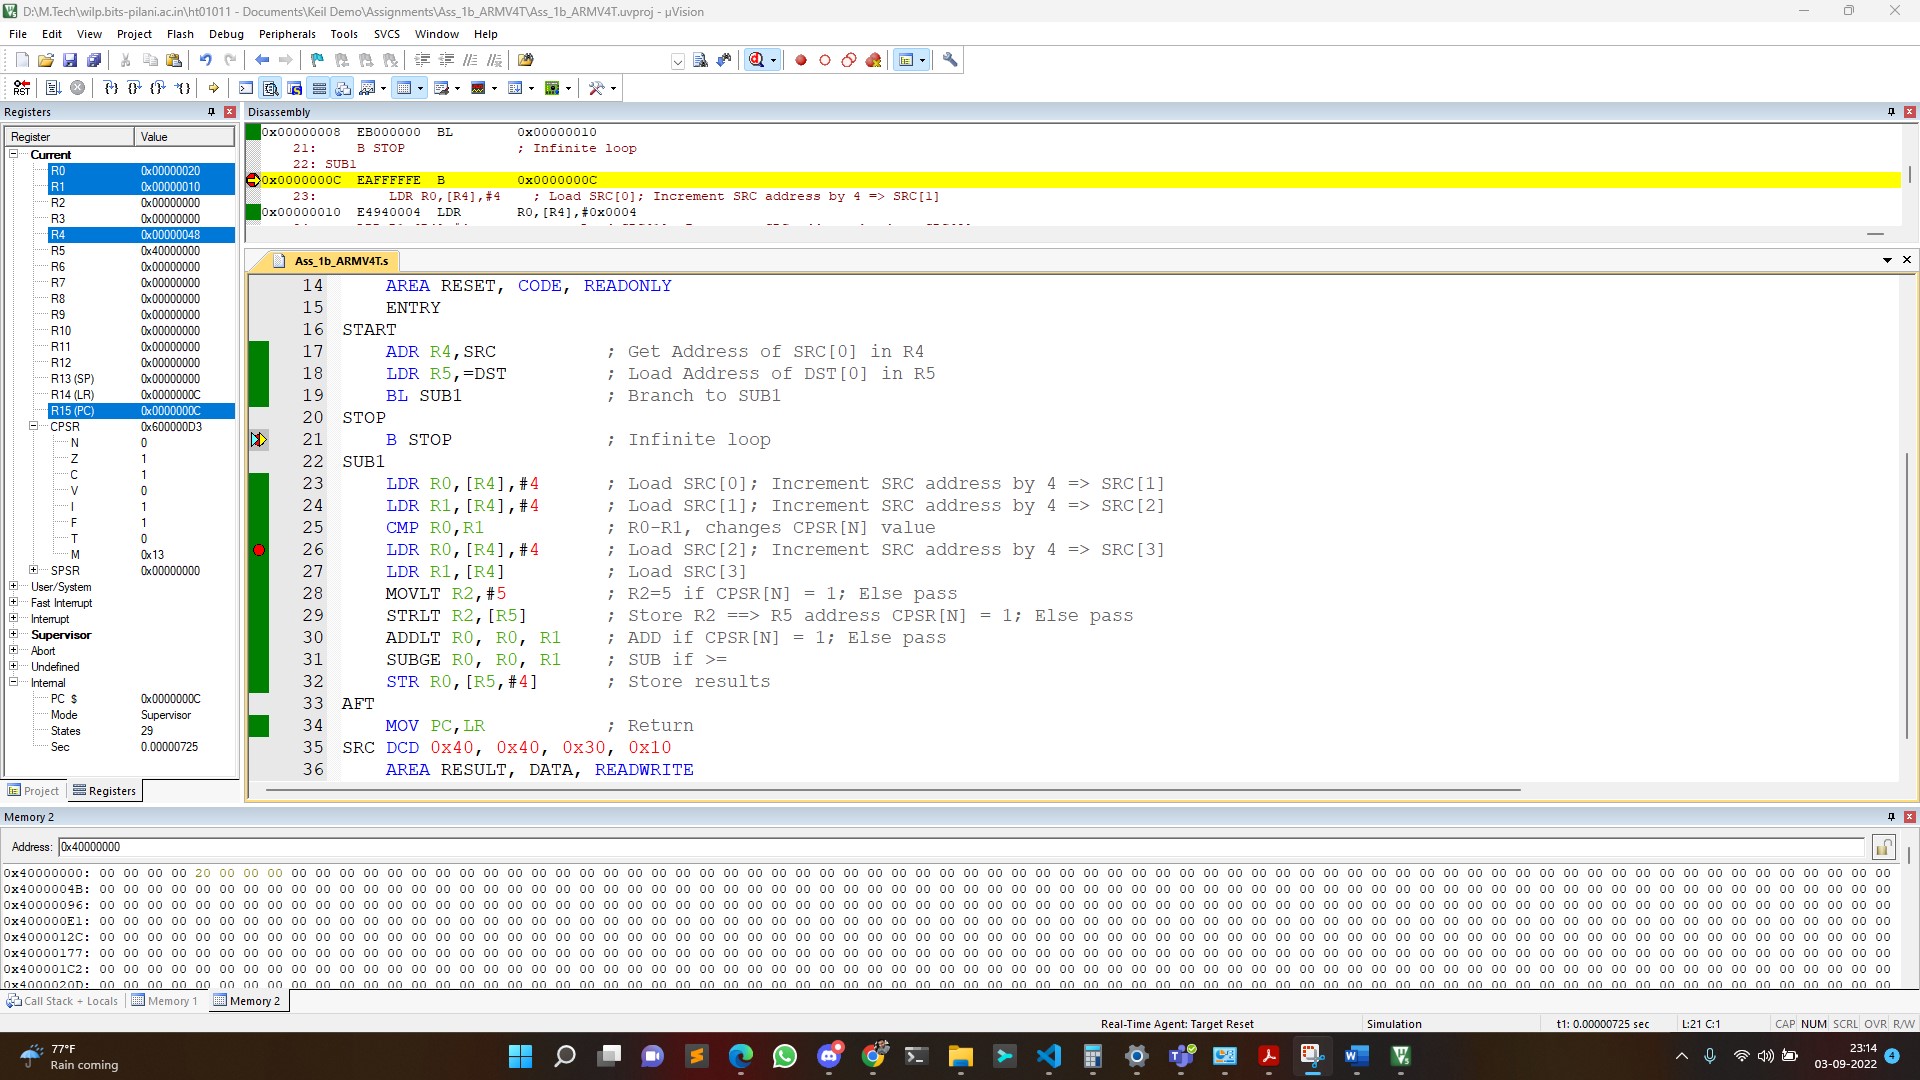 D:\M.Tech\wilp.bits-pilani.ac.in\ht01011 - Documents\Keil Demo\Assignments\Ass_1b_ARMV4T\Ass_1b_ARMV4T.uvproj - µVision
File Edit View Project Flash Debug Peripherals Tools SVCS Window Help
Registers
Register Value
Current
R0 0x00000020
R1 0x00000010
R2 0x00000000
R3 0x00000000
R4 0x00000048
R5 0x40000000
R6 0x00000000
R7 0x00000000
R8 0x00000000
R9 0x00000000
R10 0x00000000
R11 0x00000000
R12 0x00000000
R13 (SP) 0x00000000
R14 (LR) 0x0000000C
R15 (PC) 0x0000000C
CPSR 0x600000D3
N 0
Z 1
C 1
V 0
I 1
F 1
T 0
M 0x13
SPSR 0x00000000
User/System
Fast Interrupt
Interrupt
Supervisor
Abort
Undefined
Internal
PC $ 0x0000000C
Mode Supervisor
States 29
Sec 0.00000725
Project Registers
Disassembly
0x00000008 EB000000 BL 0x00000010
21: B STOP ; Infinite loop
22: SUB1
0x0000000C EAFFFFFE B 0x0000000C
23: LDR R0,[R4],#4 ; Load SRC[0]; Increment SRC address by 4 => SRC[1]
0x00000010 E4940004 LDR R0,[R4],#0x0004
Ass_1b_ARMV4T.s
14 AREA RESET, CODE, READONLY
15 ENTRY
16 START
17 ADR R4,SRC ; Get Address of SRC[0] in R4
18 LDR R5,=DST ; Load Address of DST[0] in R5
19 BL SUB1 ; Branch to SUB1
20 STOP
21 B STOP ; Infinite loop
22 SUB1
23 LDR R0,[R4],#4 ; Load SRC[0]; Increment SRC address by 4 => SRC[1]
24 LDR R1,[R4],#4 ; Load SRC[1]; Increment SRC address by 4 => SRC[2]
25 CMP R0,R1 ; R0-R1, changes CPSR[N] value
26 LDR R0,[R4],#4 ; Load SRC[2]; Increment SRC address by 4 => SRC[3]
27 LDR R1,[R4] ; Load SRC[3]
28 MOVLT R2,#5 ; R2=5 if CPSR[N] = 1; Else pass
29 STRLT R2,[R5] ; Store R2 ==> R5 address CPSR[N] = 1; Else pass
30 ADDLT R0, R0, R1 ; ADD if CPSR[N] = 1; Else pass
31 SUBGE R0, R0, R1 ; SUB if >=
32 STR R0,[R5,#4] ; Store results
33 AFT
34 MOV PC,LR ; Return
35 SRC DCD 0x40, 0x40, 0x30, 0x10
36 AREA RESULT, DATA, READWRITE
Memory 2
Address: 0x40000000
0x40000000: 00 00 00 00 20 00 00 00 00 00 00 00 00 00 00 00 00 00 00 00 00 00 00 00 00 00 00 00 00 00 00 00 00 00 00 00 00 00 00 00 00 00 00 00 00 00 00 00 00 00 00 00 00 00 00 00 00 00 00 00 00 00 00 00 00 00 00 00 00 00 00 00 00 00 00
0x4000004B: 00 00 00 00 00 00 00 00 00 00 00 00 00 00 00 00 00 00 00 00 00 00 00 00 00 00 00 00 00 00 00 00 00 00 00 00 00 00 00 00 00 00 00 00 00 00 00 00 00 00 00 00 00 00 00 00 00 00 00 00 00 00 00 00 00 00 00 00 00 00 00 00 00 00 00
0x40000096: 00 00 00 00 00 00 00 00 00 00 00 00 00 00 00 00 00 00 00 00 00 00 00 00 00 00 00 00 00 00 00 00 00 00 00 00 00 00 00 00 00 00 00 00 00 00 00 00 00 00 00 00 00 00 00 00 00 00 00 00 00 00 00 00 00 00 00 00 00 00 00 00 00 00 00
0x400000E1: 00 00 00 00 00 00 00 00 00 00 00 00 00 00 00 00 00 00 00 00 00 00 00 00 00 00 00 00 00 00 00 00 00 00 00 00 00 00 00 00 00 00 00 00 00 00 00 00 00 00 00 00 00 00 00 00 00 00 00 00 00 00 00 00 00 00 00 00 00 00 00 00 00 00 00
0x4000012C: 00 00 00 00 00 00 00 00 00 00 00 00 00 00 00 00 00 00 00 00 00 00 00 00 00 00 00 00 00 00 00 00 00 00 00 00 00 00 00 00 00 00 00 00 00 00 00 00 00 00 00 00 00 00 00 00 00 00 00 00 00 00 00 00 00 00 00 00 00 00 00 00 00 00 00
0x40000177: 00 00 00 00 00 00 00 00 00 00 00 00 00 00 00 00 00 00 00 00 00 00 00 00 00 00 00 00 00 00 00 00 00 00 00 00 00 00 00 00 00 00 00 00 00 00 00 00 00 00 00 00 00 00 00 00 00 00 00 00 00 00 00 00 00 00 00 00 00 00 00 00 00 00 00
0x400001C2: 00 00 00 00 00 00 00 00 00 00 00 00 00 00 00 00 00 00 00 00 00 00 00 00 00 00 00 00 00 00 00 00 00 00 00 00 00 00 00 00 00 00 00 00 00 00 00 00 00 00 00 00 00 00 00 00 00 00 00 00 00 00 00 00 00 00 00 00 00 00 00 00 00 00 00
Call Stack + Locals Memory 1 Memory 2
Real-Time Agent: Target Reset Simulation t1: 0.00000725 sec L:21 C:1 CAP NUM SCRL OVR R/W
77°F
Rain coming
23:14
03-09-2022
4